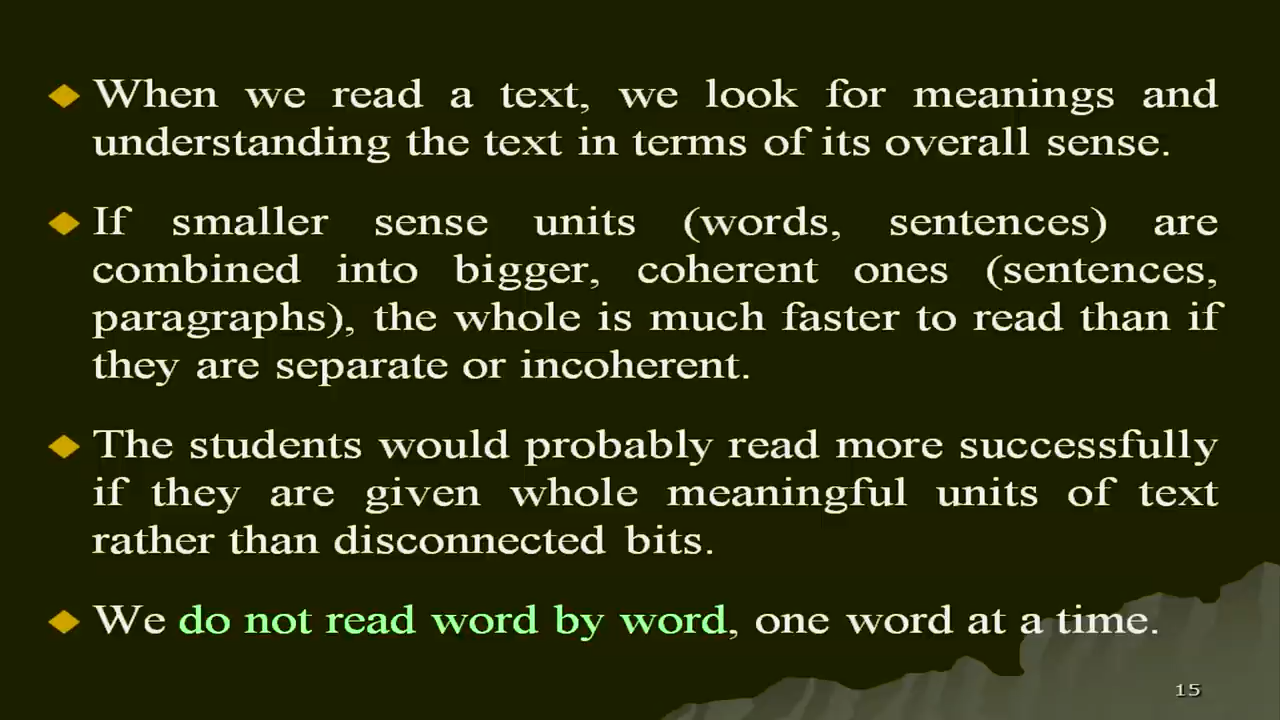 When we read a text, we look for meanings and
understanding the text in terms of its overall sense.
If smaller sense units (words, sentences) are
combined into bigger, coherent ones (sentences,
paragraphs), the whole is much faster to read than if
they are separate or incoherent.
The students would probably read more successfully
if they are given whole meaningful units of text
rather than disconnected bits.
We do not read word by word, one word at a time.
15